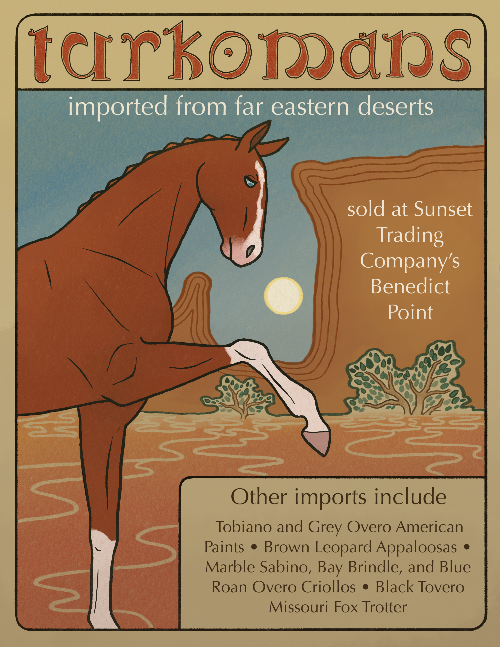 turkomans
imported from far eastern deserts
sold at Sunset
Trading
Company's
Benedict
Point
Other imports include
Tobiano and Grey Overo American
Paints • Brown Leopard Appaloosas •
Marble Sabino, Bay Brindle, and Blue
Roan Overo Criollos • Black Tovero
Missouri Fox Trotter